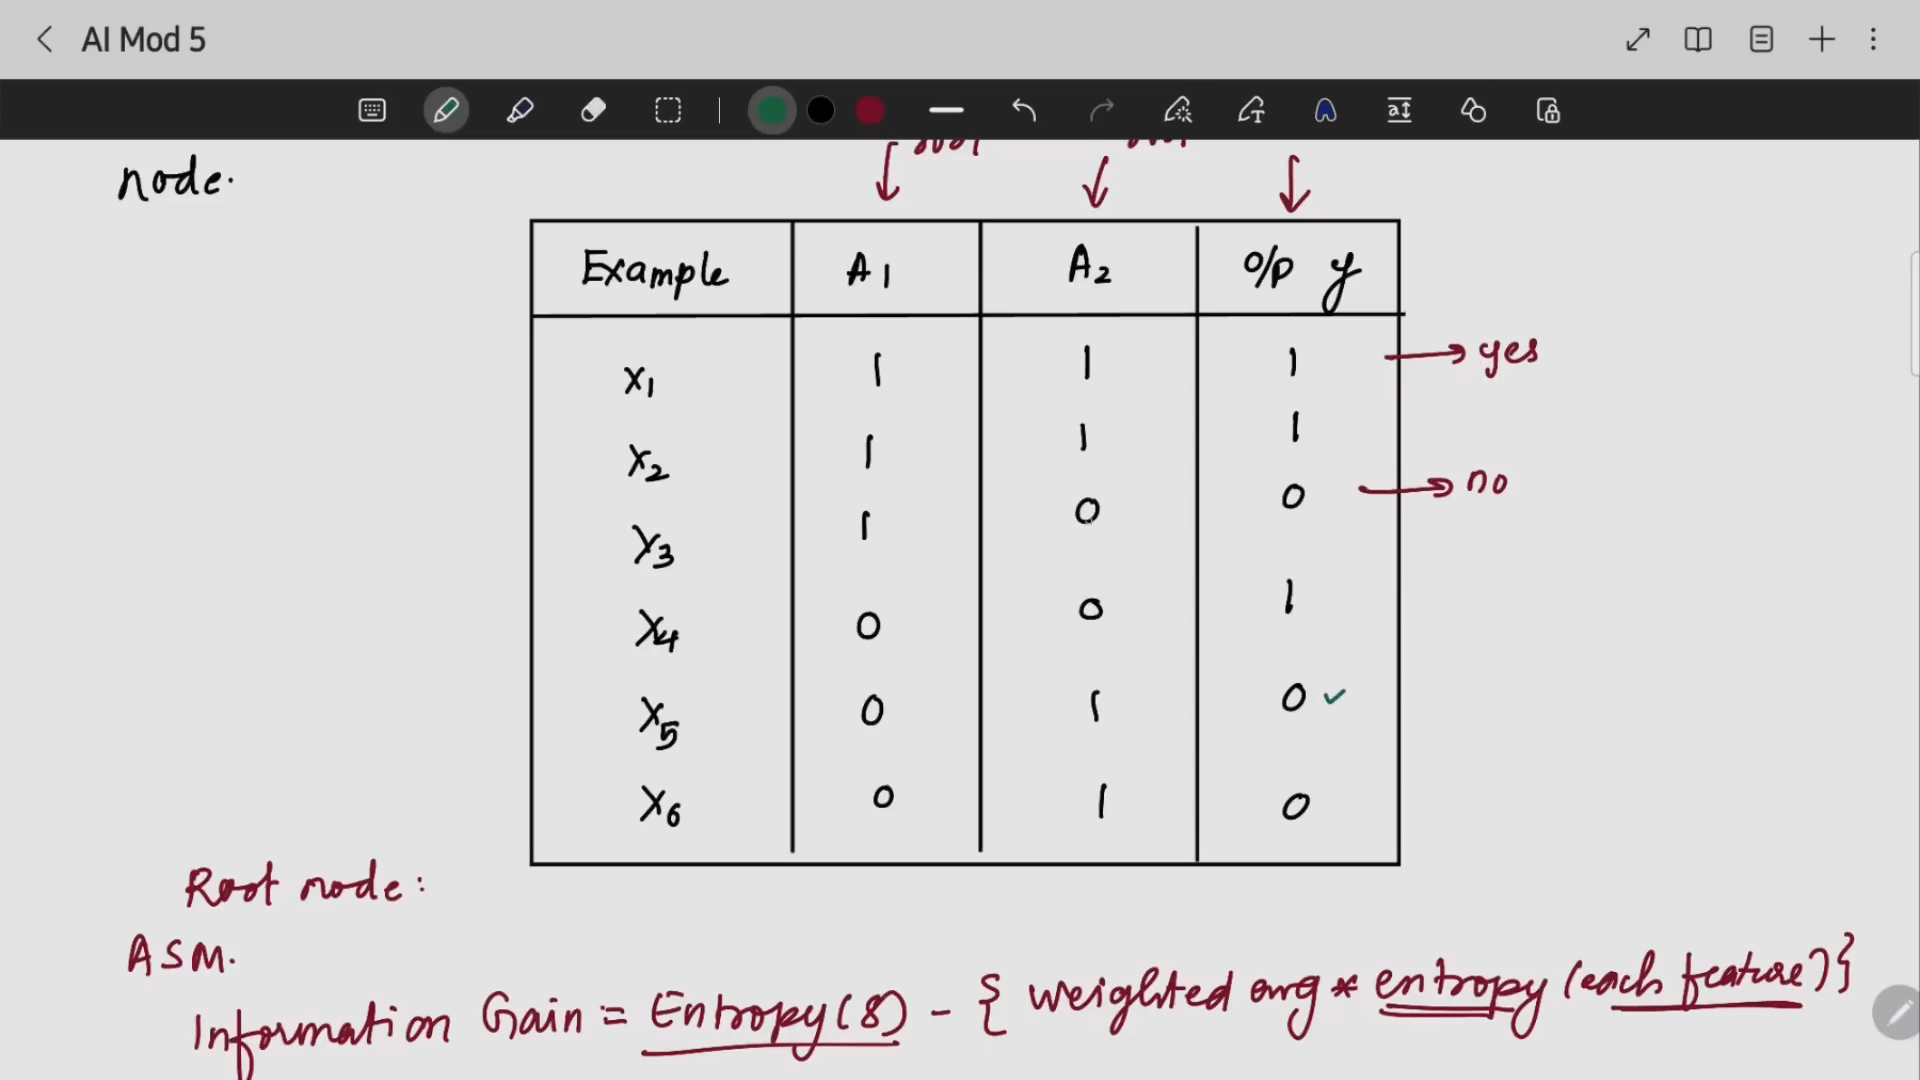 AI Mod 5
node.
Example A1 A2 O/P y
x1 1 1 1 → yes
x2 1 1 1
x3 1 0 0 → no
x4 0 0 1
x5 0 1 0 ✓
x6 0 1 0
Root node:
ASM.
Information Gain = Entropy(S) - { weighted avg * entropy (each feature)}